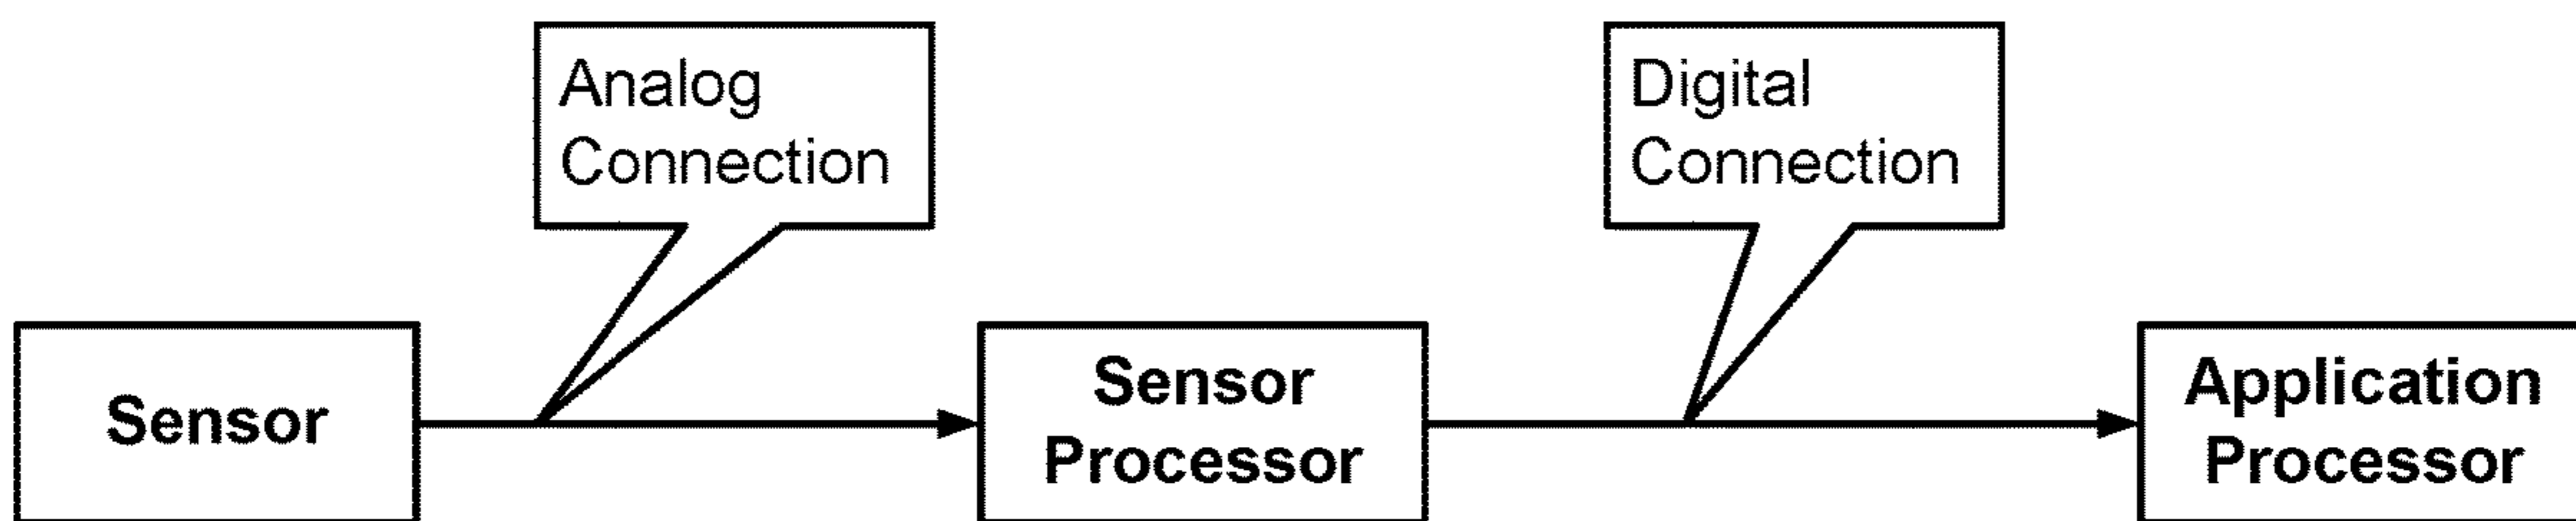 Analog
Connection
Digital
Connection
Sensor
Sensor
Processor
Application
Processor